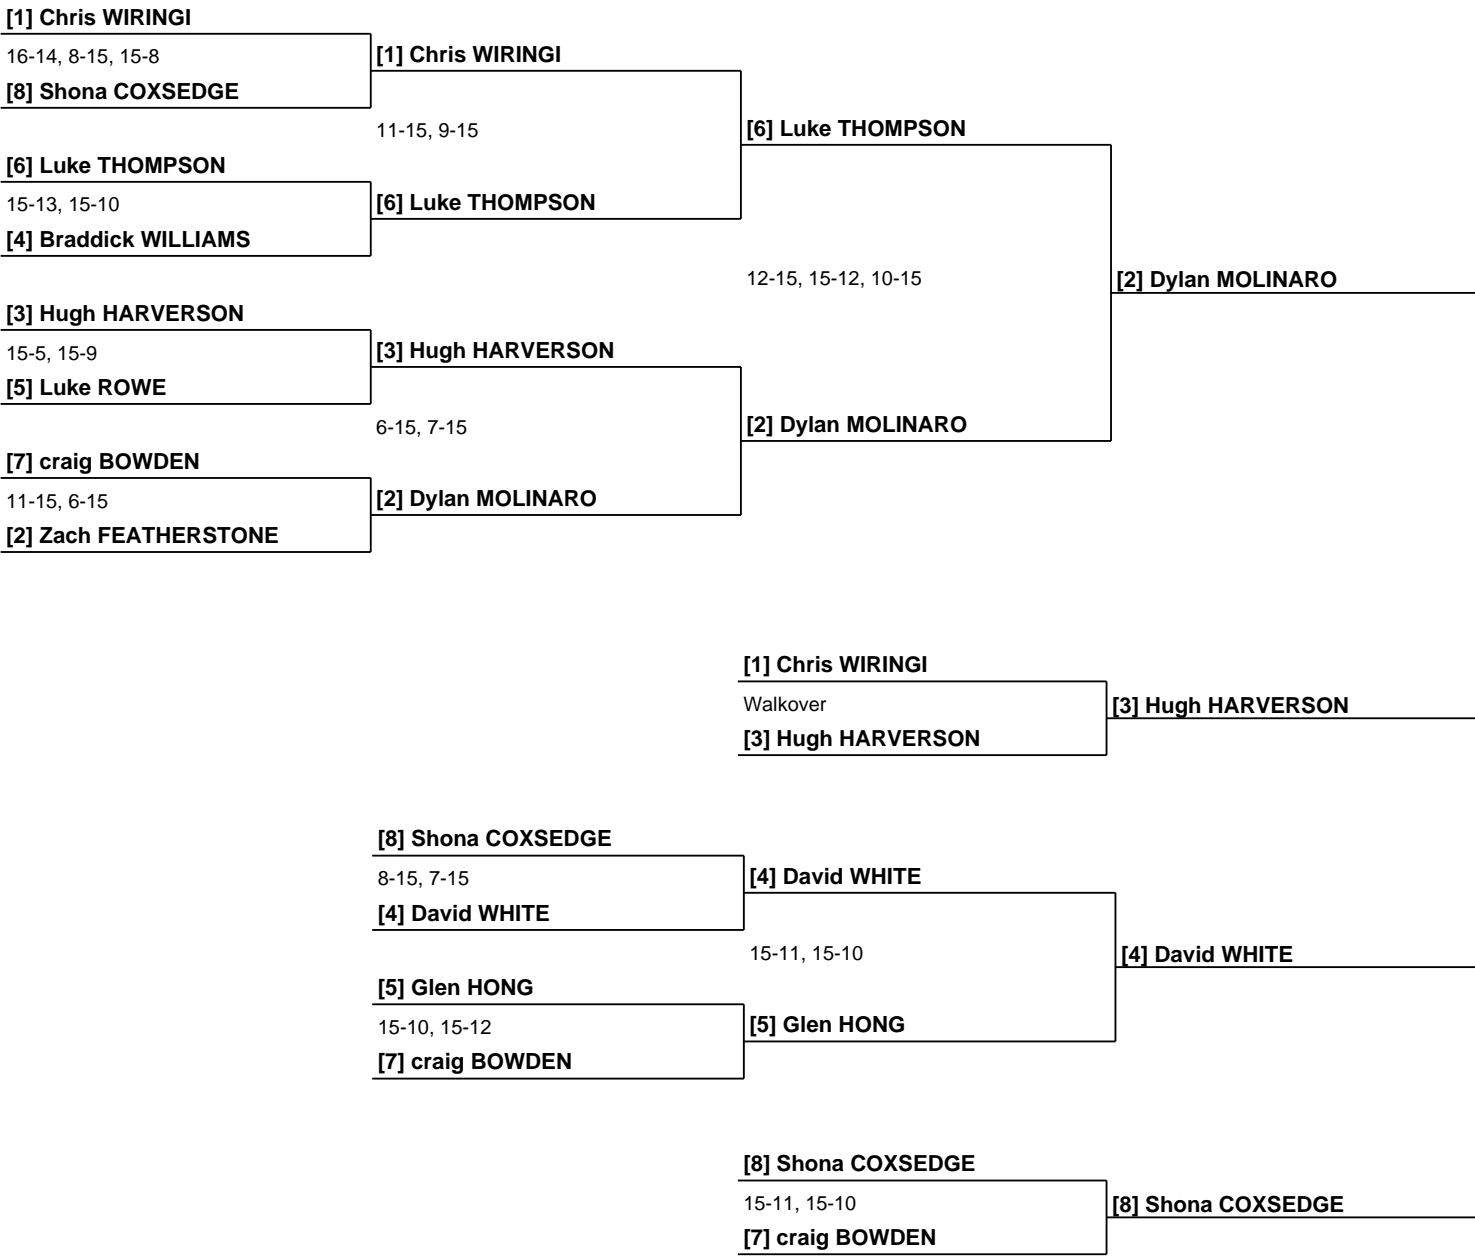 [1] Chris WIRINGI
16-14, 8-15, 15-8
[1] Chris WIRINGI
[8] Shona COXSEDGE
11-15, 9-15
[6] Luke THOMPSON
[6] Luke THOMPSON
15-13, 15-10
[6] Luke THOMPSON
[4] Braddick WILLIAMS
12-15, 15-12, 10-15
[2] Dylan MOLINARO
[3] Hugh HARVERSON
15-5, 15-9
[3] Hugh HARVERSON
[5] Luke ROWE
6-15, 7-15
[2] Dylan MOLINARO
[7] craig BOWDEN
11-15, 6-15
[2] Dylan MOLINARO
[2] Zach FEATHERSTONE
[1] Chris WIRINGI
Walkover
[3] Hugh HARVERSON
[3] Hugh HARVERSON
[8] Shona COXSEDGE
8-15, 7-15
[4] David WHITE
[4] David WHITE
15-11, 15-10
[4] David WHITE
[5] Glen HONG
15-10, 15-12
[5] Glen HONG
[7] craig BOWDEN
[8] Shona COXSEDGE
15-11, 15-10
[8] Shona COXSEDGE
[7] craig BOWDEN